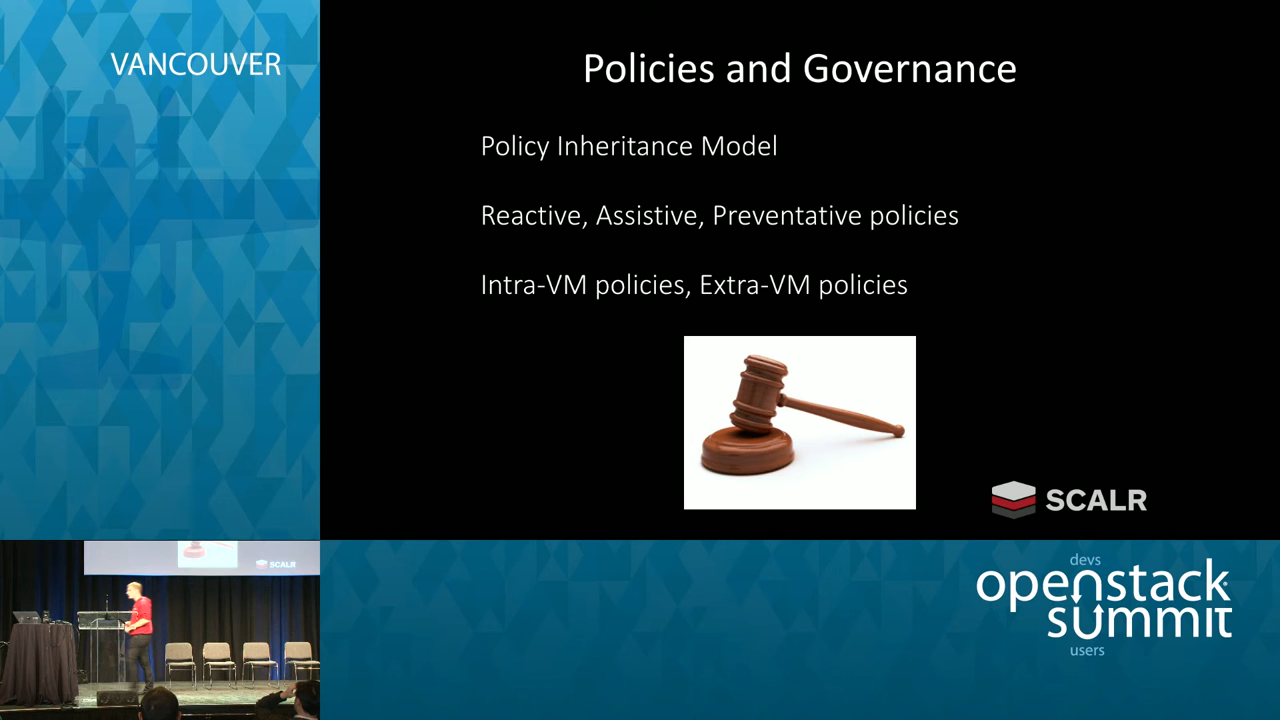 VANCOUVER
Policies and Governance
Policy Inheritance Model
Reactive, Assistive, Preventative policies
Intra-VM policies, Extra-VM policies
SCALR
SCALR
devs
openstack
summit
users